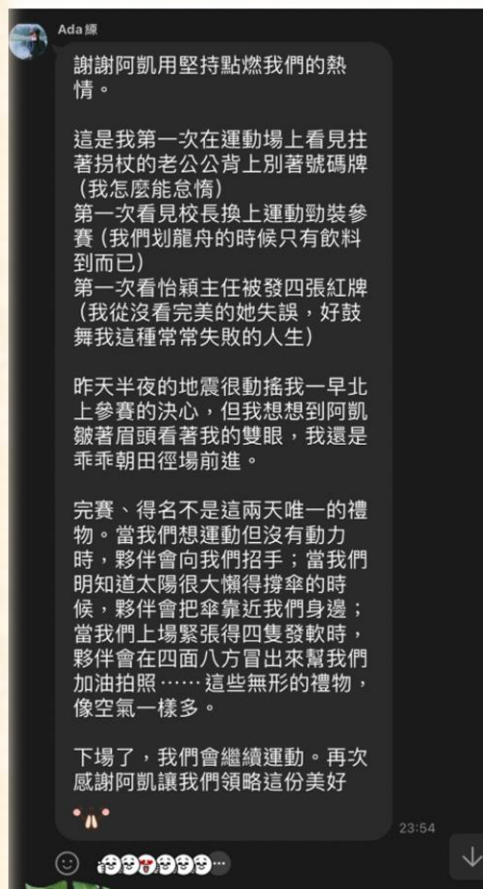 Ada 縓
謝謝阿凱用堅持點燃我們的熱
情。
這是我第一次在運動場上看見拄
著拐杖的老公公背上別著號碼牌
(我怎麼能怠惰)
第一次看見校長換上運動勁裝參
賽 (我們划龍舟的時候只有飲料
到而已)
第一次看怡穎主任被發四張紅牌
(我從沒看完美的她失誤，好鼓
舞我這種常常失敗的人生)
昨天半夜的地震很動搖我一早北
上參賽的決心，但我想想到阿凱
皺著眉頭看著我的雙眼，我還是
乖乖朝田徑場前進。
完賽、得名不是這兩天唯一的禮
物。當我們想運動但沒有動力
時，夥伴會向我們招手；當我們
明知道太陽很大懶得撐傘的時
候，夥伴會把傘靠近我們身邊；
當我們上場緊張得四隻發軟時，
夥伴會在四面八方冒出來幫我們
加油拍照⋯⋯這些無形的禮物，
像空氣一樣多。
下場了，我們會繼續運動。再次
感謝阿凱讓我們領略這份美好
23:54